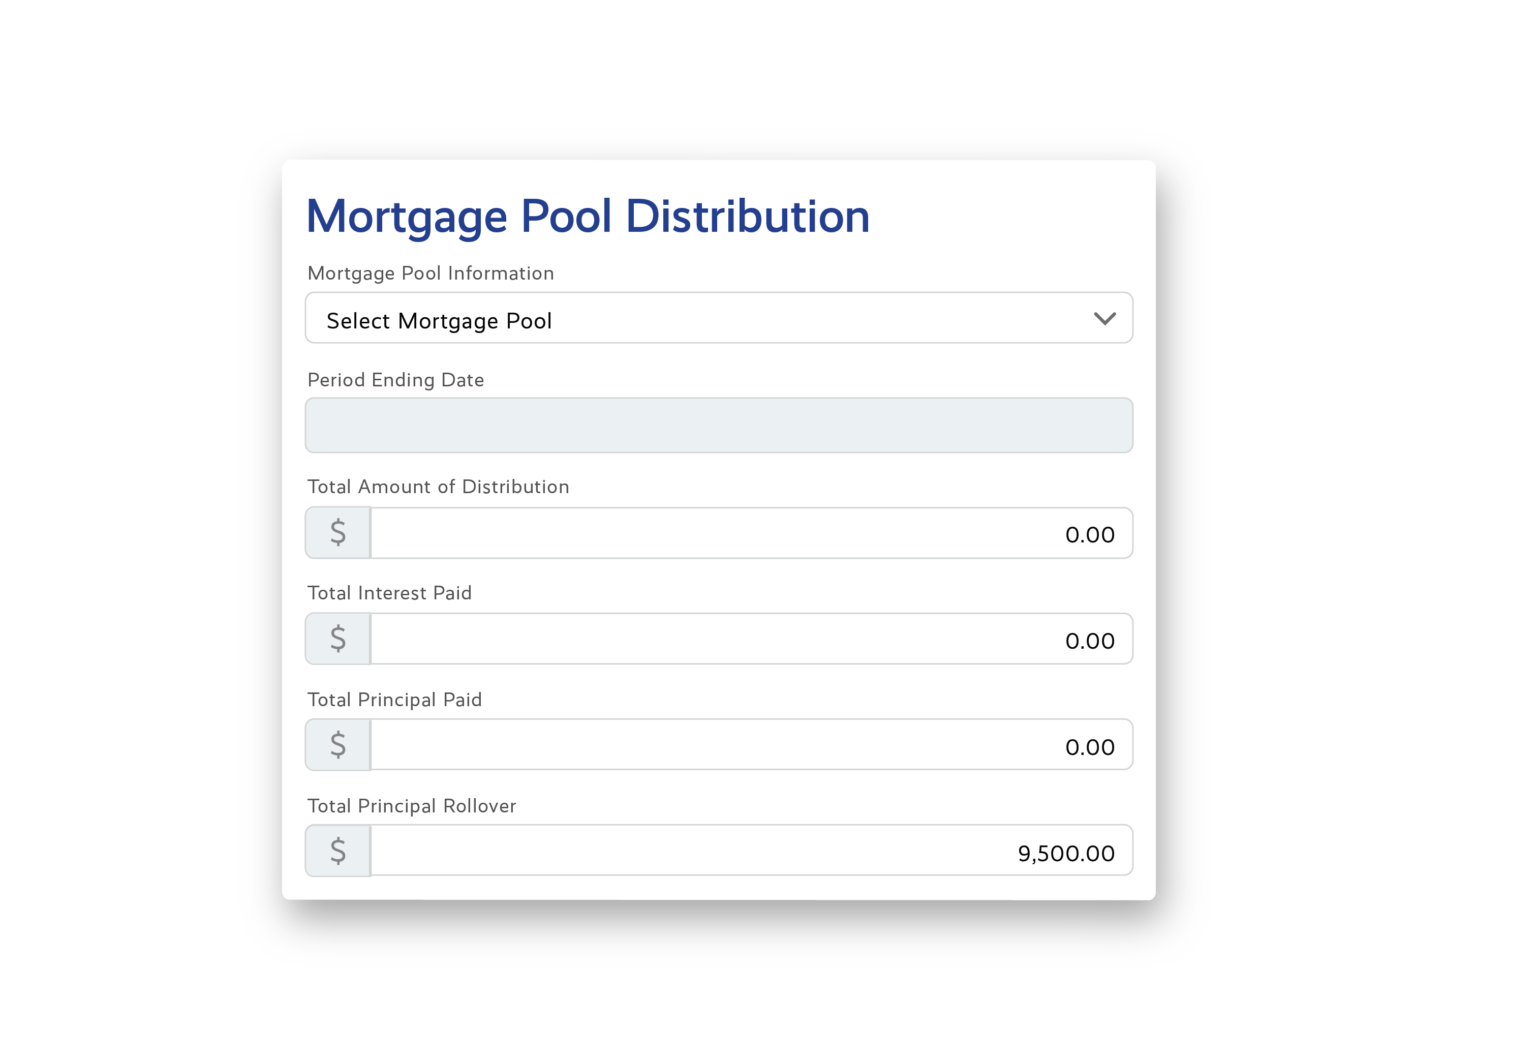 Mortgage Pool Distribution
Mortgage Pool Information
Select Mortgage Pool
Period Ending Date
Total Amount of Distribution
$ 0.00
Total Interest Paid
$ 0.00
Total Principal Paid
$ 0.00
Total Principal Rollover
$ 9,500.00